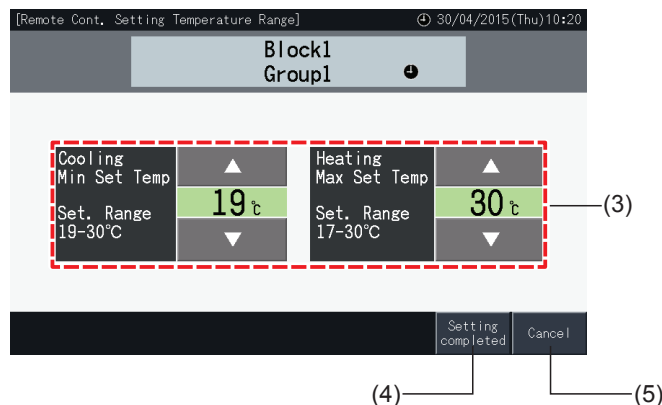 [Remote Cont. Setting Temperature Range] 30/04/2015(Thu)10:20
Block1
Group1
Cooling
Min Set Temp
19℃
Set. Range
19-30℃
Heating
Max Set Temp
30℃
Set. Range
17-30℃
(3)
Setting
completed
Cancel
(4)
(5)